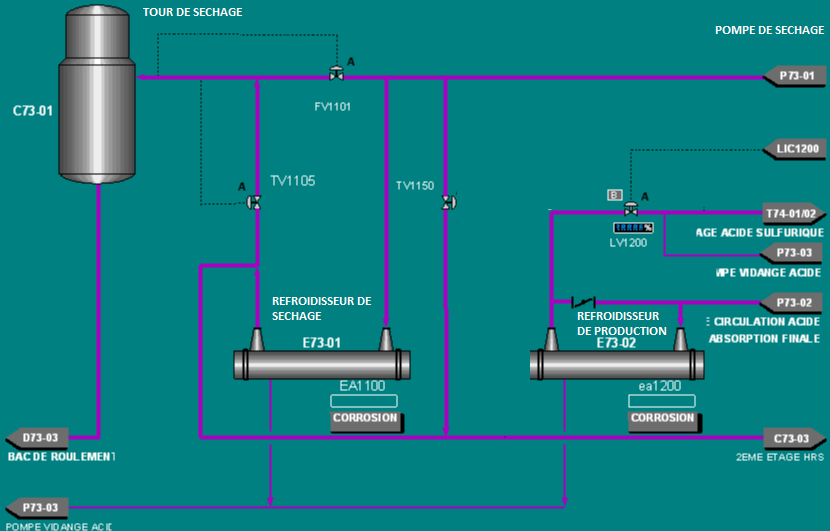 TOUR DE SECHAGE
POMPE DE SECHAGE
A
P73-01
C73-01
FV1101
LIC1200
TV1105
TV1150
A
B
A
T74-01/02
%
AGE ACIDE SULFURIQUE
LV1200
P73-03
VIDANGE ACIDE
REFROIDISSEUR DE
SECHAGE
P73-02
REFROIDISSEUR
DE PRODUCTION
CIRCULATION ACIDE
E73-01
E73-02
ABSORPTION FINALE
EA1100
ea1200
CORROSION
CORROSION
D73-03
C73-03
BAC DE ROULEMENT
2EME ETAGE HRS
P73-03
POMPE VIDANGE ACID